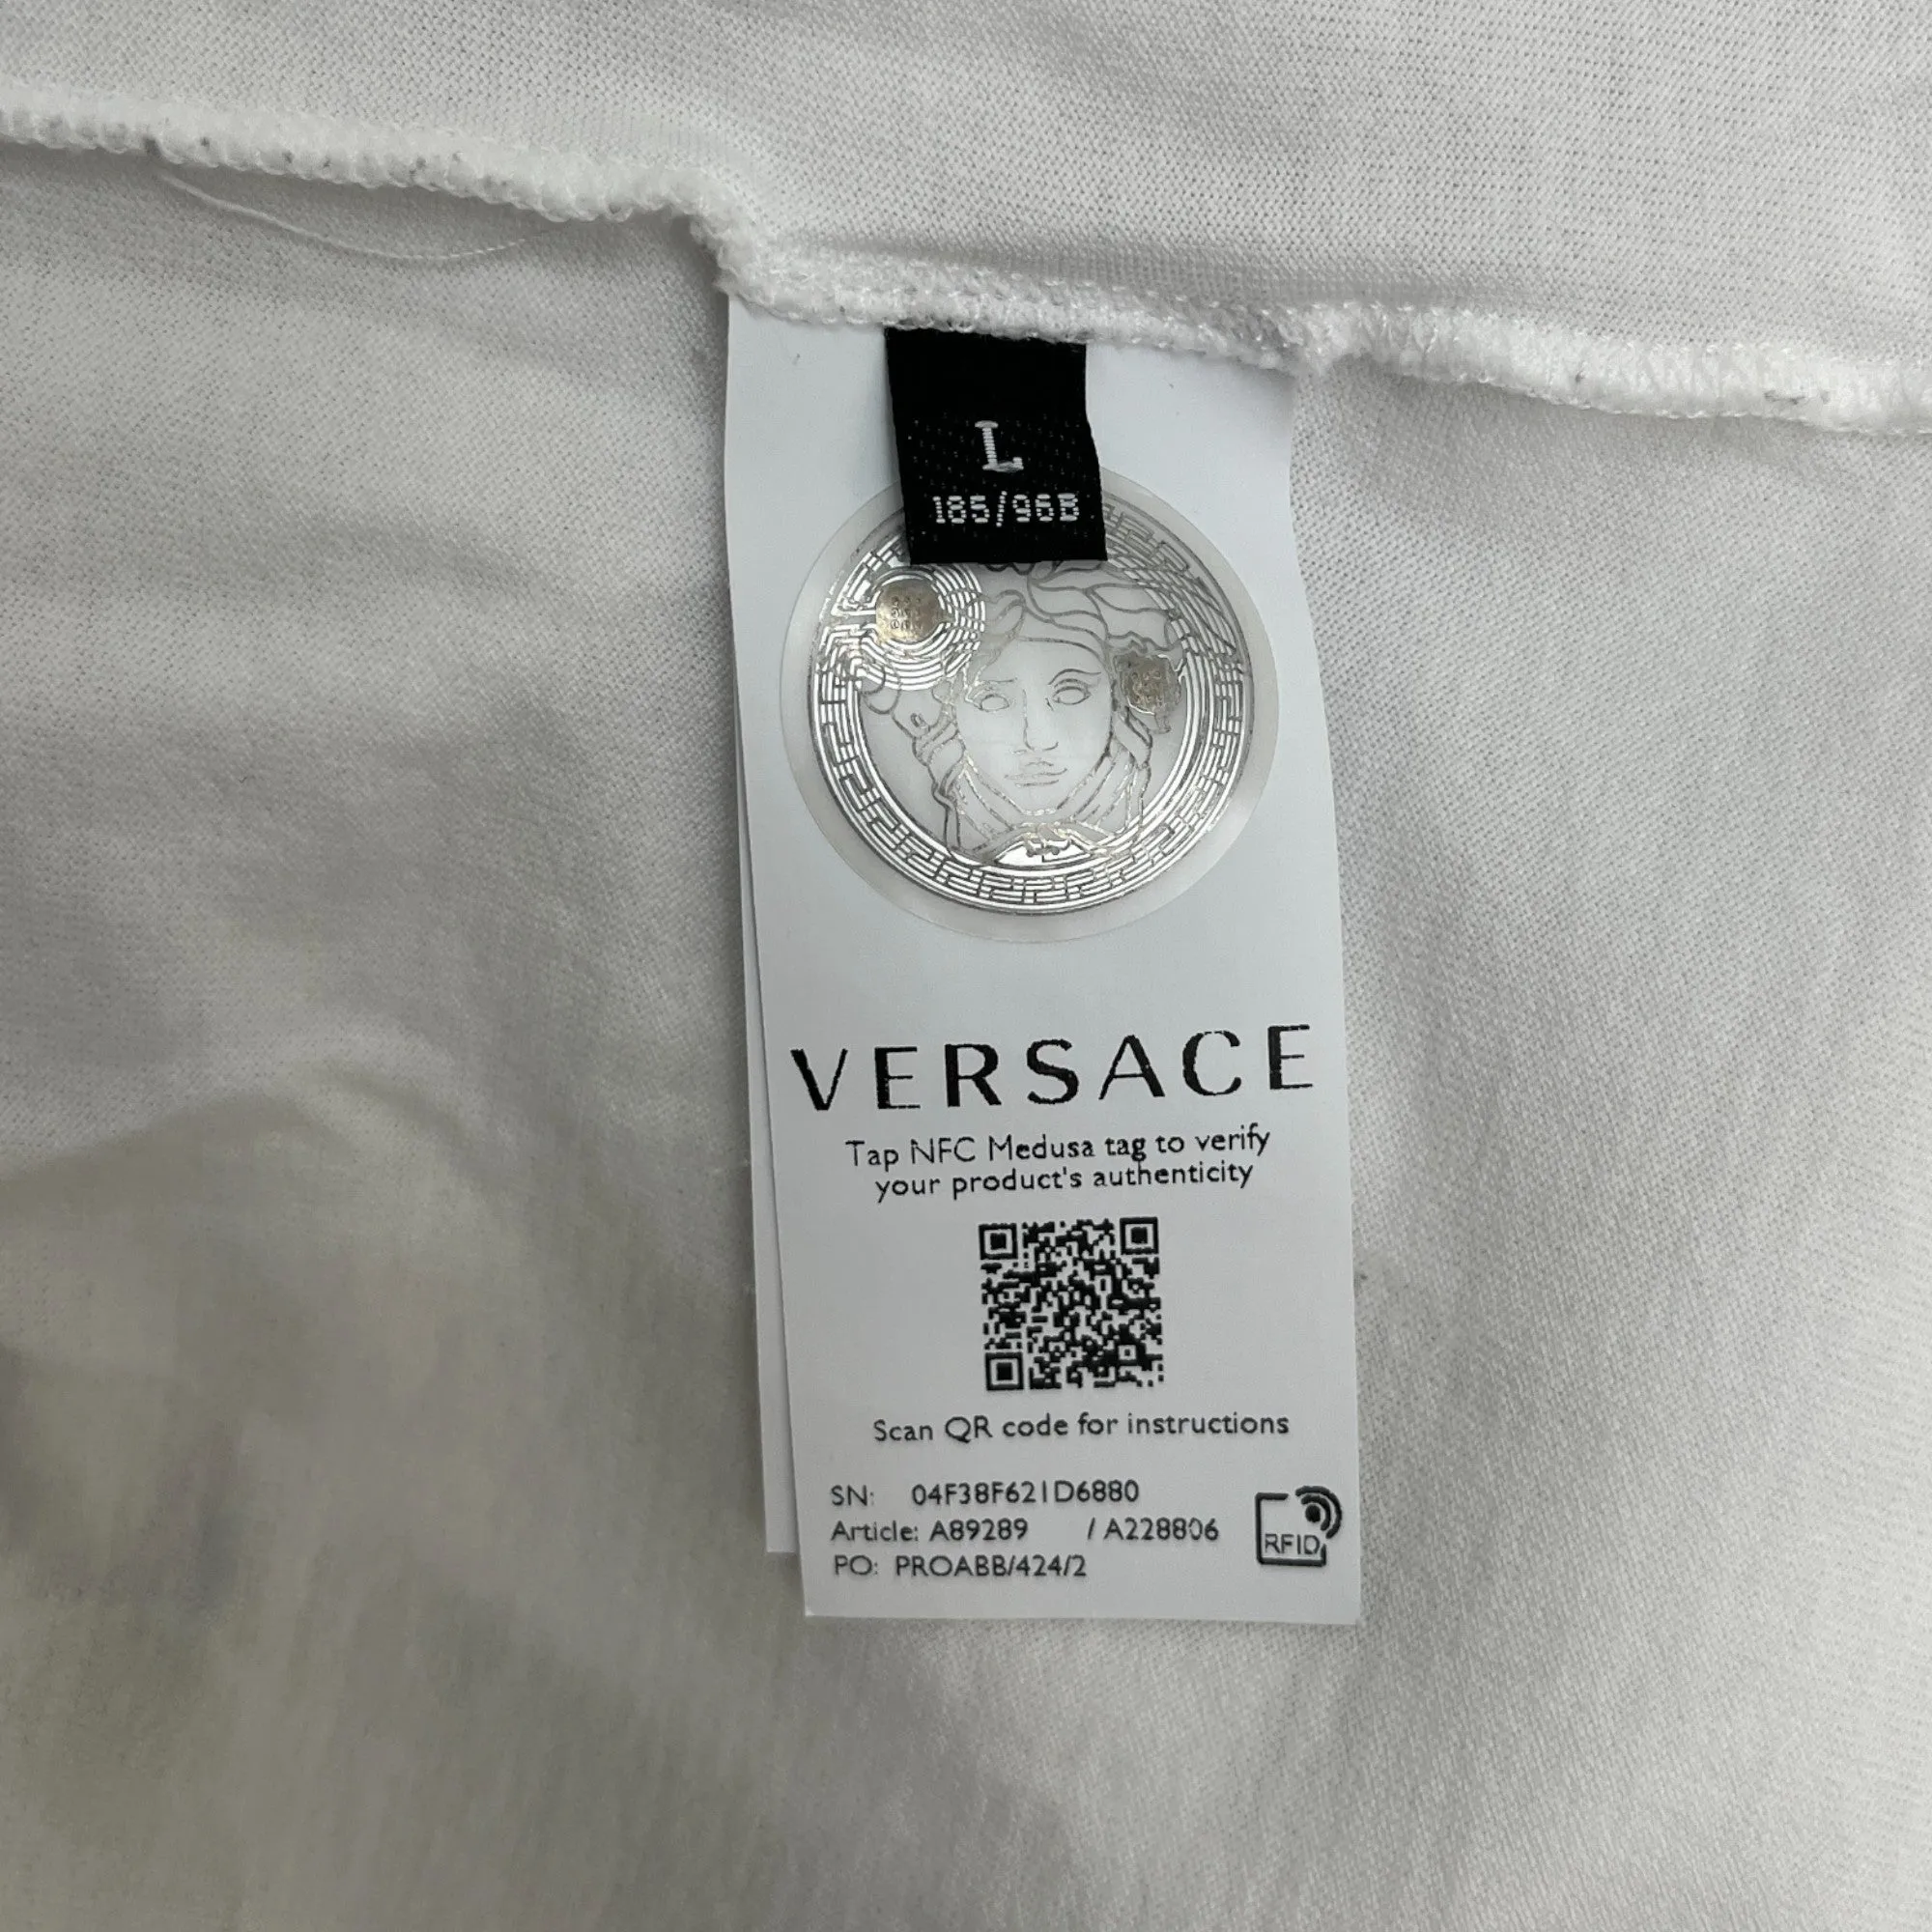 L
185/96B
VERSACE
Tap NFC Medusa tag to verify
your product's authenticity
Scan QR code for instructions
SN: 04F38F621D6880
Article: A89289 / A228806
PO: PROABB/424/2
RFID